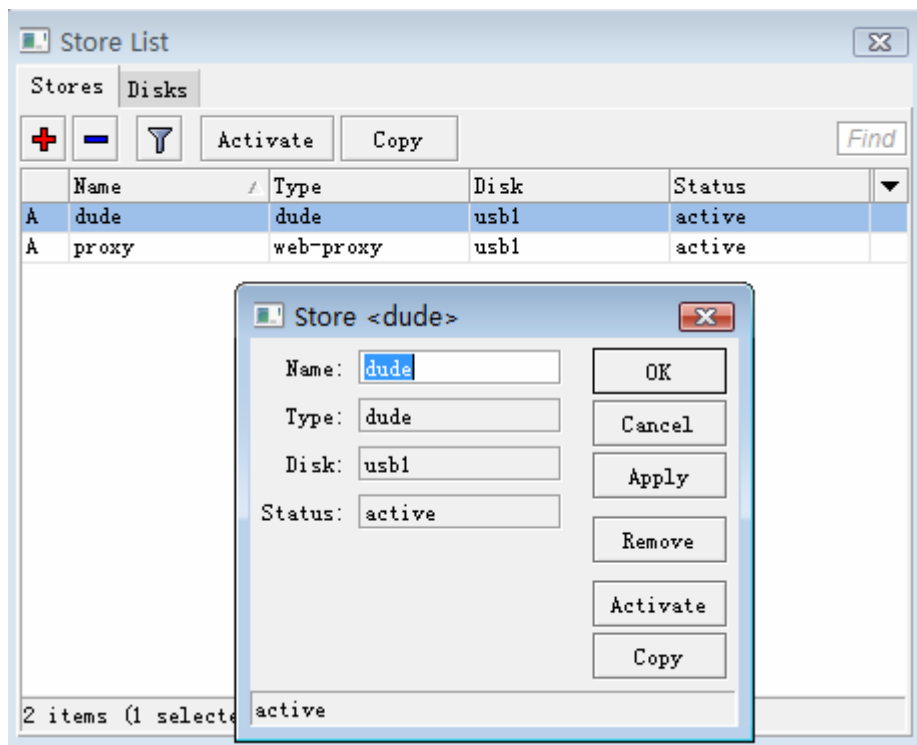 Store List
Stores Disks
Activate Copy Find
Name Type Disk Status
A dude dude usb1 active
A proxy web-proxy usb1 active
Store <dude>
Name: dude OK
Type: dude Cancel
Disk: usb1 Apply
Status: active
Remove
Activate
Copy
2 items (1 selecte
active